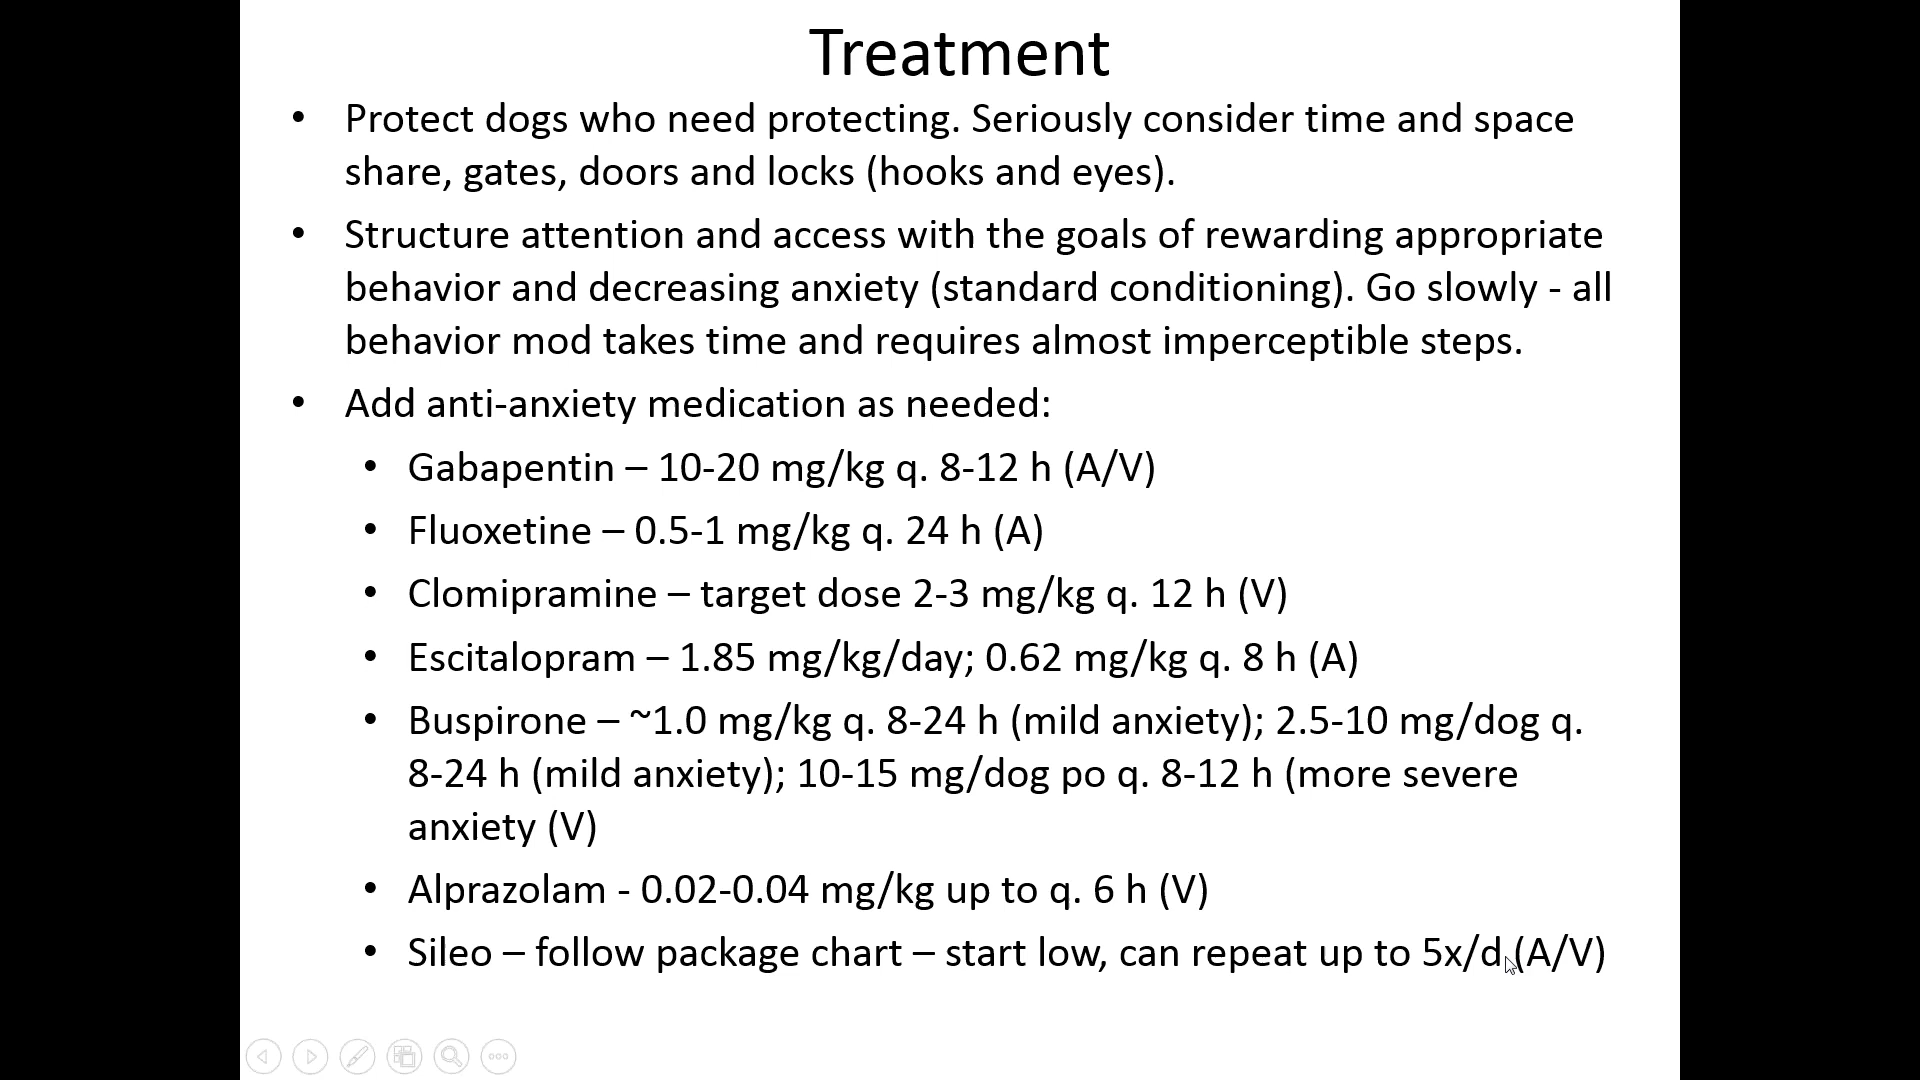 Treatment
• Protect dogs who need protecting. Seriously consider time and space
share, gates, doors and locks (hooks and eyes).
• Structure attention and access with the goals of rewarding appropriate
behavior and decreasing anxiety (standard conditioning). Go slowly - all
behavior mod takes time and requires almost imperceptible steps.
• Add anti-anxiety medication as needed:
• Gabapentin – 10-20 mg/kg q. 8-12 h (A/V)
• Fluoxetine – 0.5-1 mg/kg q. 24 h (A)
• Clomipramine – target dose 2-3 mg/kg q. 12 h (V)
• Escitalopram – 1.85 mg/kg/day; 0.62 mg/kg q. 8 h (A)
• Buspirone – ~1.0 mg/kg q. 8-24 h (mild anxiety); 2.5-10 mg/dog q.
8-24 h (mild anxiety); 10-15 mg/dog po q. 8-12 h (more severe
anxiety (V)
• Alprazolam - 0.02-0.04 mg/kg up to q. 6 h (V)
• Sileo – follow package chart – start low, can repeat up to 5x/d (A/V)